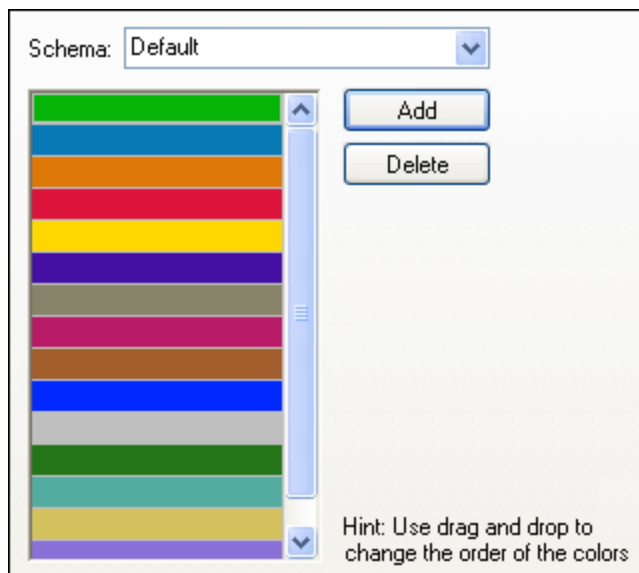 Schema: Default
Add
Delete
Hint: Use drag and drop to
change the order of the colors